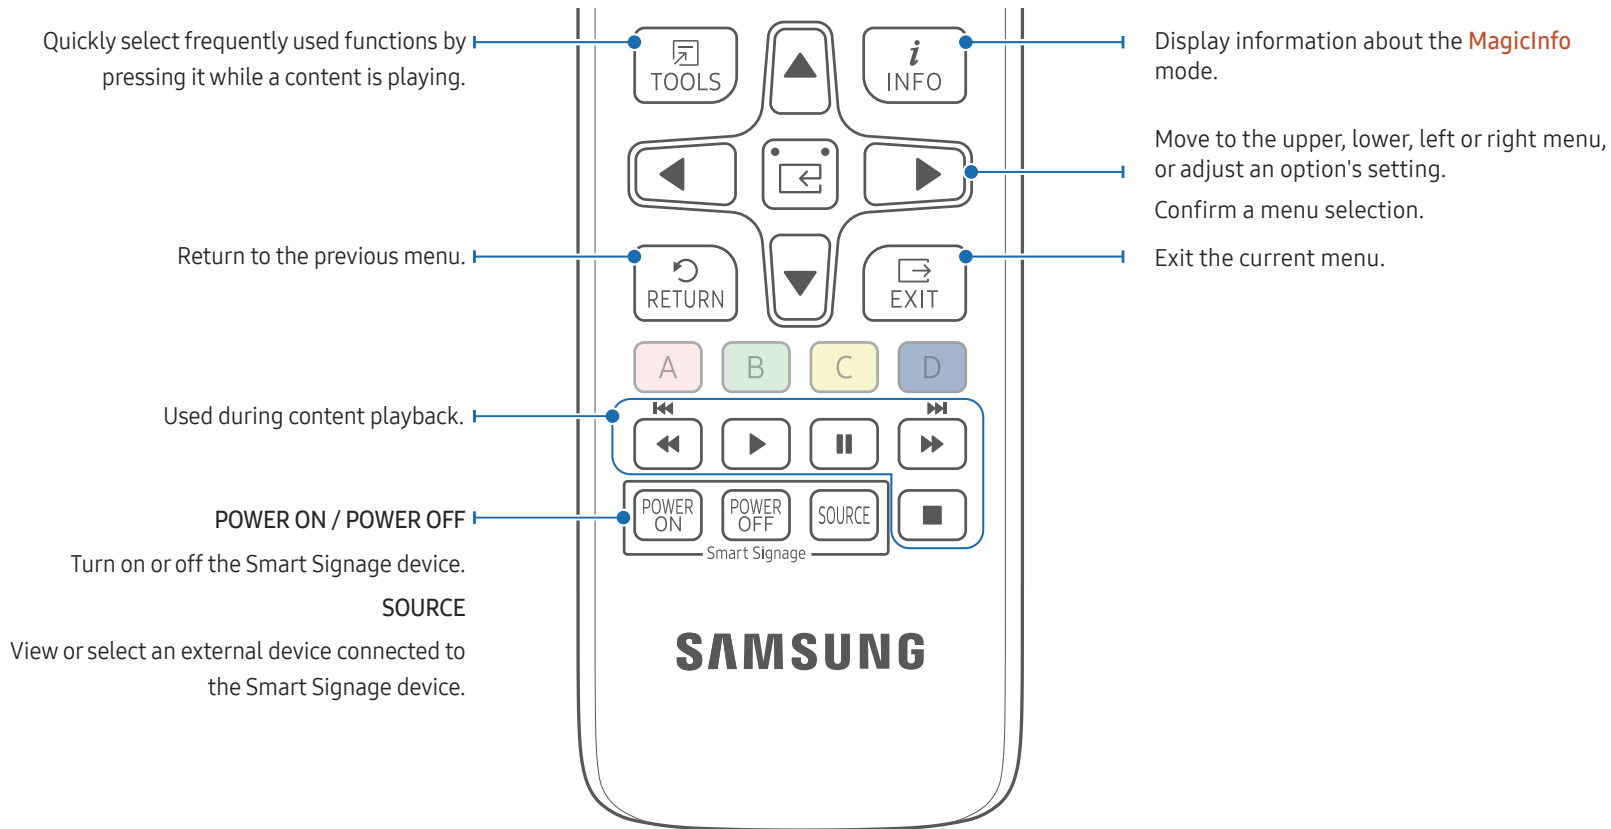 Quickly select frequently used functions by
pressing it while a content is playing.
Return to the previous menu.
Used during content playback.
POWER ON / POWER OFF
Turn on or off the Smart Signage device.
SOURCE
View or select an external device connected to
the Smart Signage device.
TOOLS
i
INFO
RETURN
EXIT
A
B
C
D
POWER
ON
POWER
OFF
SOURCE
Smart Signage
SAMSUNG
Display information about the MagicInfo
mode.
Move to the upper, lower, left or right menu,
or adjust an option's setting.
Confirm a menu selection.
Exit the current menu.